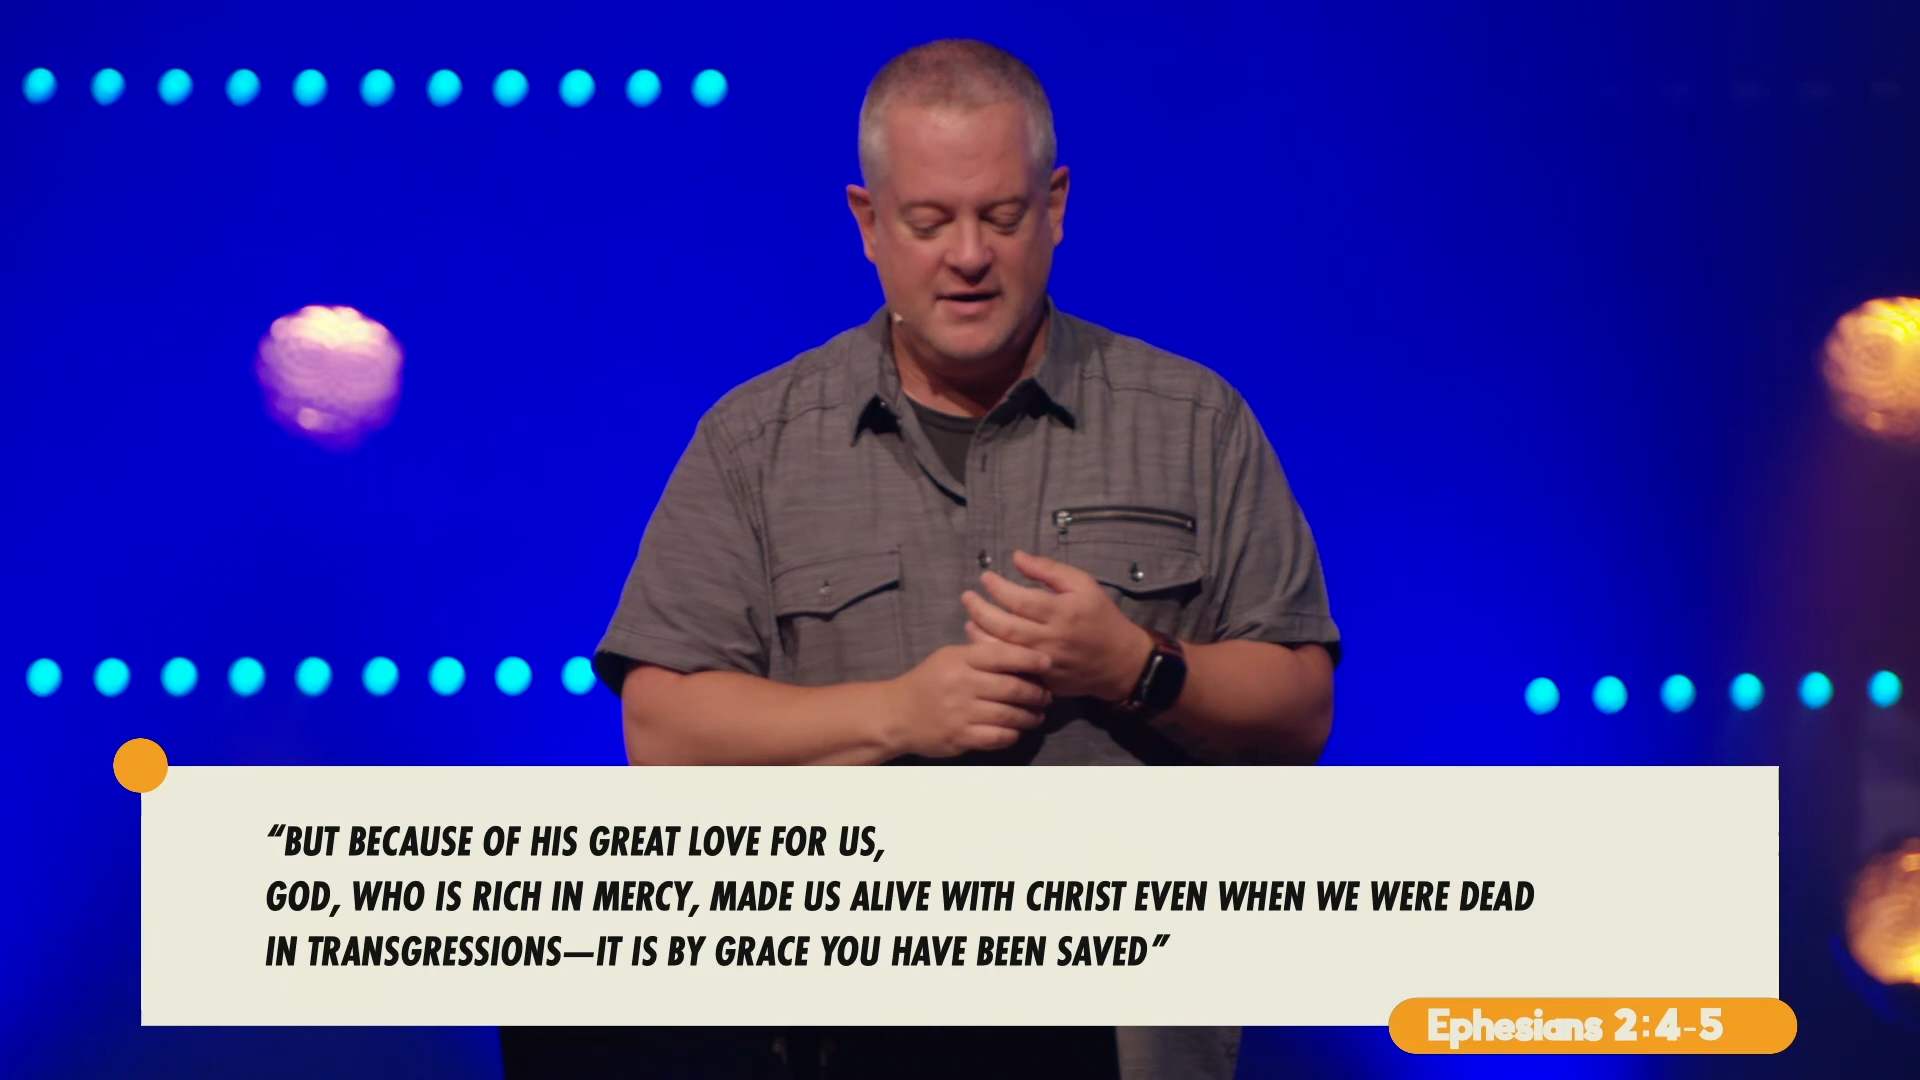 “BUT BECAUSE OF HIS GREAT LOVE FOR US,
GOD, WHO IS RICH IN MERCY, MADE US ALIVE WITH CHRIST EVEN WHEN WE WERE DEAD
IN TRANSGRESSIONS—IT IS BY GRACE YOU HAVE BEEN SAVED”
Ephesians 2:4-5